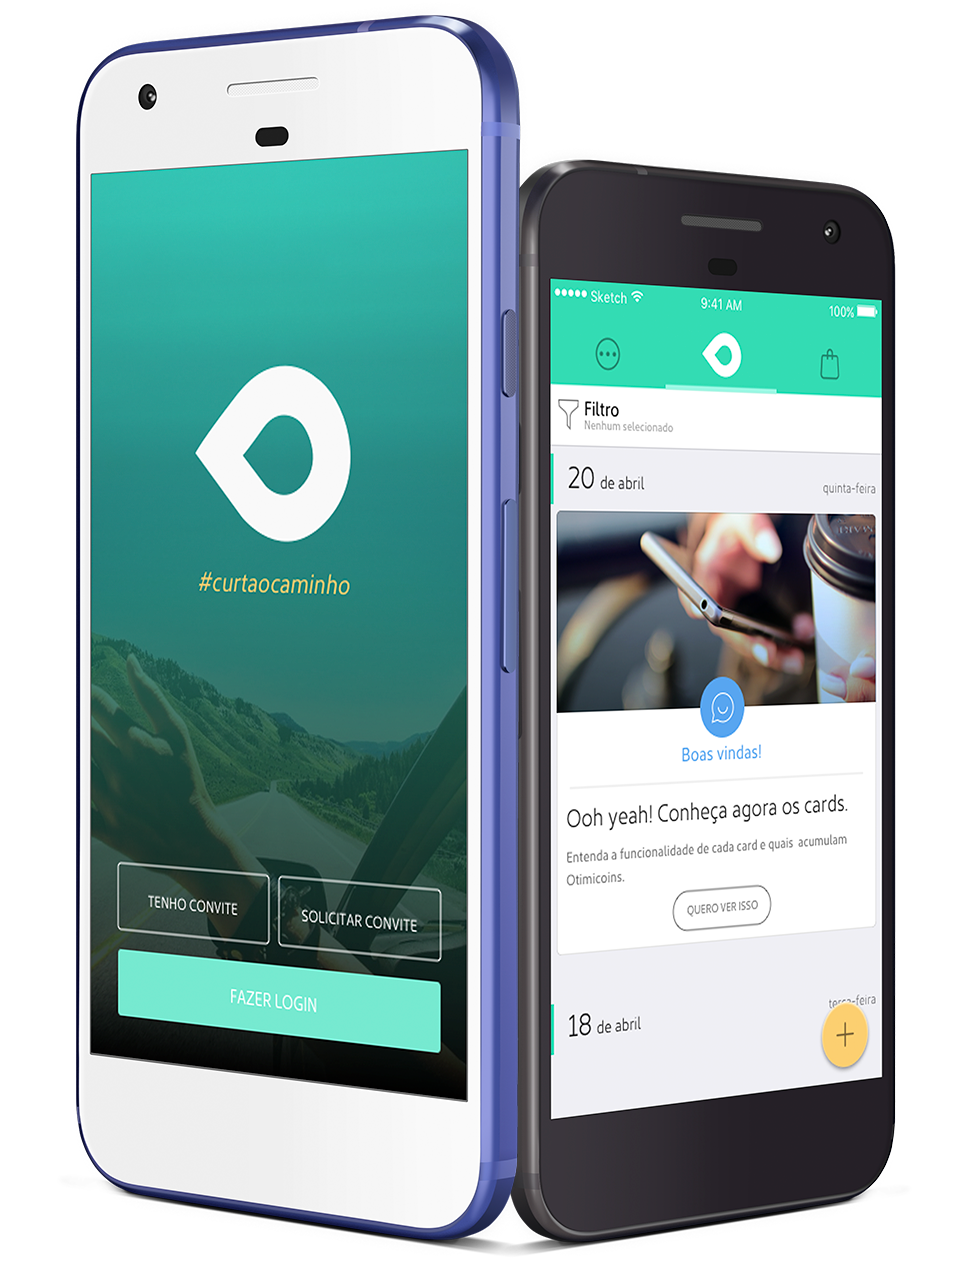 #curtaocaminho
TENHO CONVITE
SOLICITAR CONVITE
FAZER LOGIN
Sketch
9:41 AM
100%
Filtro
Nenhum selecionado
20 de abril
quinta-feira
Boas vindas!
Ooh yeah! Conheça agora os cards.
Entenda a funcionalidade de cada card e quais acumulam
Otimicoins.
QUERO VER ISSO
terça-feira
18 de abril